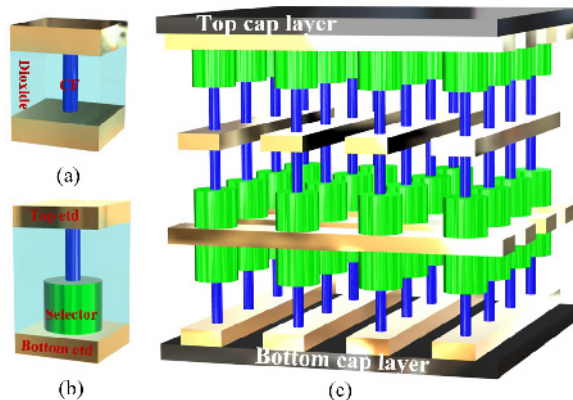 Top cap layer
Dioxide
CF
(a)
Top etd
Selector
Bottom etd
(b)
Bottom cap layer
(c)